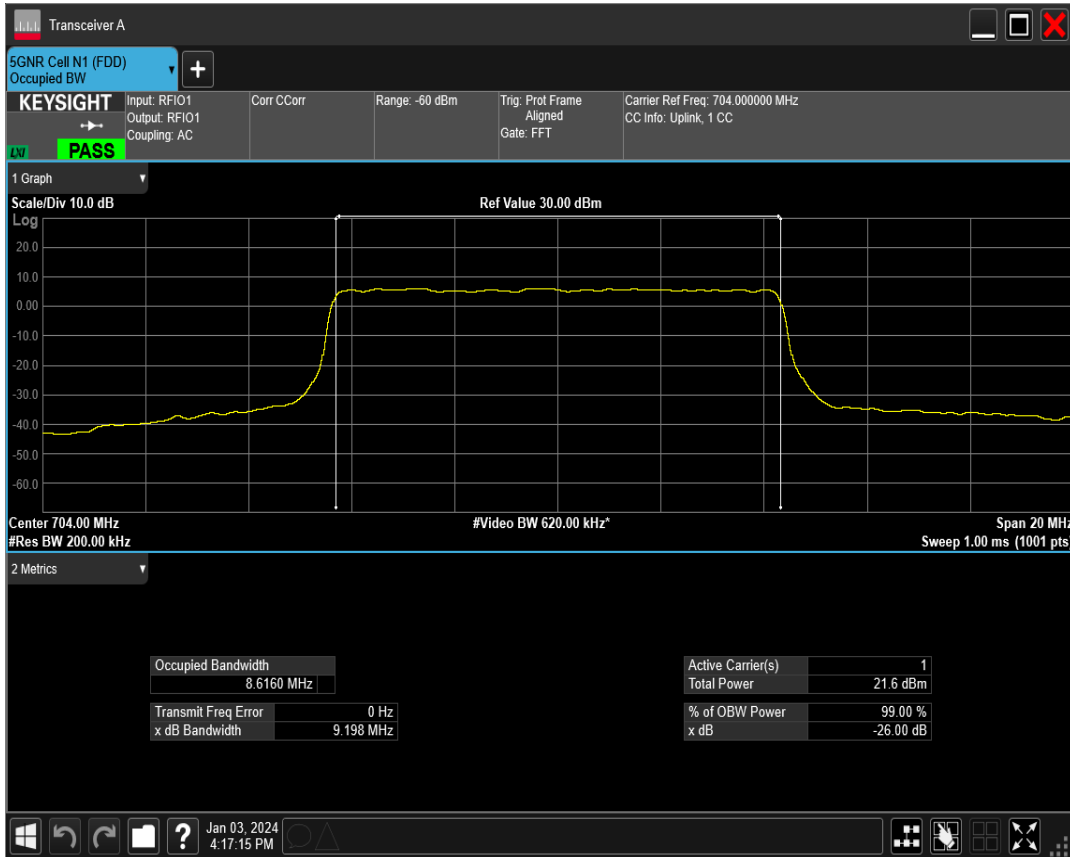 Transceiver A
5GNR Cell N1 (FDD)
Occupied BW
+
KEYSIGHT
LXI
PASS
Input: RFIO1
Output: RFIO1
Coupling: AC
Corr CCorr
Range: -60 dBm
Trig: Prot Frame
Aligned
Gate: FFT
Carrier Ref Freq: 704.000000 MHz
CC Info: Uplink, 1 CC
1 Graph
Scale/Div 10.0 dB
Ref Value 30.00 dBm
Log
20.0
10.0
0.00
-10.0
-20.0
-30.0
-40.0
-50.0
-60.0
Center 704.00 MHz
#Video BW 620.00 kHz*
Span 20 MHz
#Res BW 200.00 kHz
Sweep 1.00 ms (1001 pts)
2 Metrics
Occupied Bandwidth
8.6160 MHz
Transmit Freq Error 0 Hz
x dB Bandwidth 9.198 MHz
Active Carrier(s) 1
Total Power 21.6 dBm
% of OBW Power 99.00 %
x dB -26.00 dB
?
Jan 03, 2024
4:17:15 PM